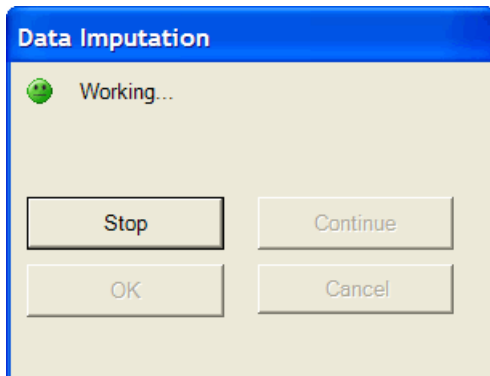 Data Imputation
Working...
Stop
Continue
OK
Cancel